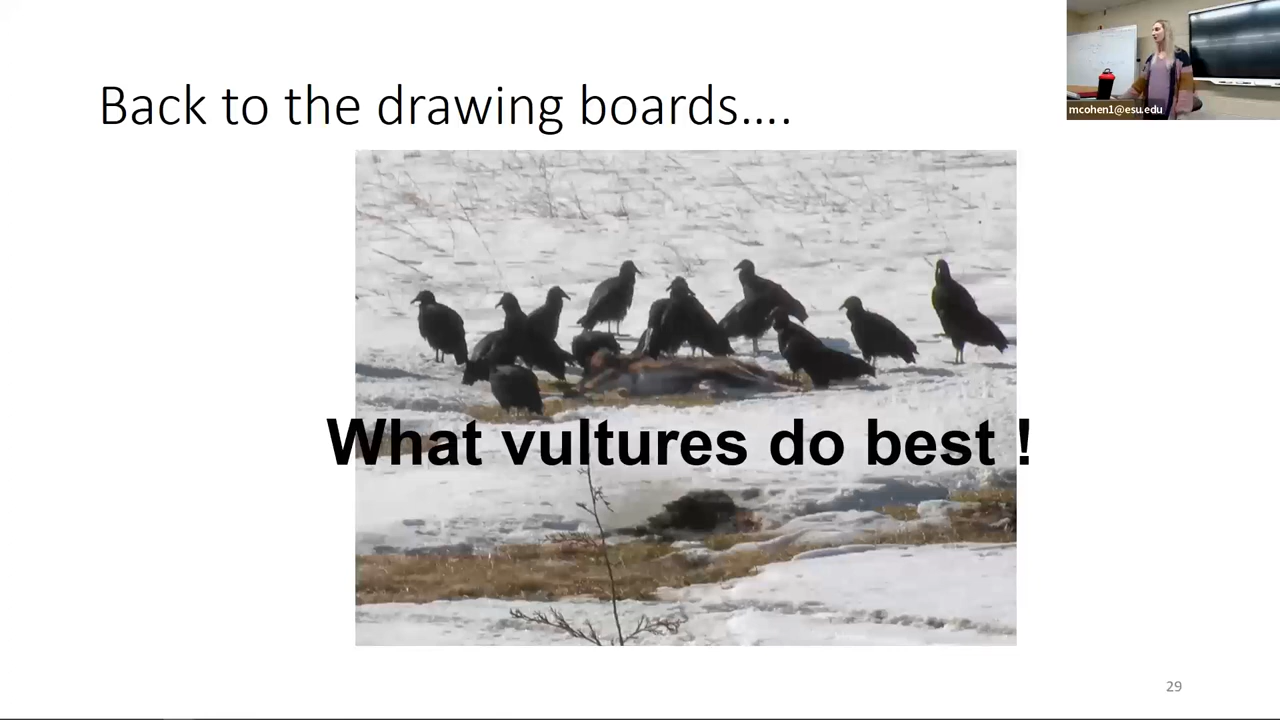 Back to the drawing boards....
mcohen1@esu.edu
What vultures do best !
29